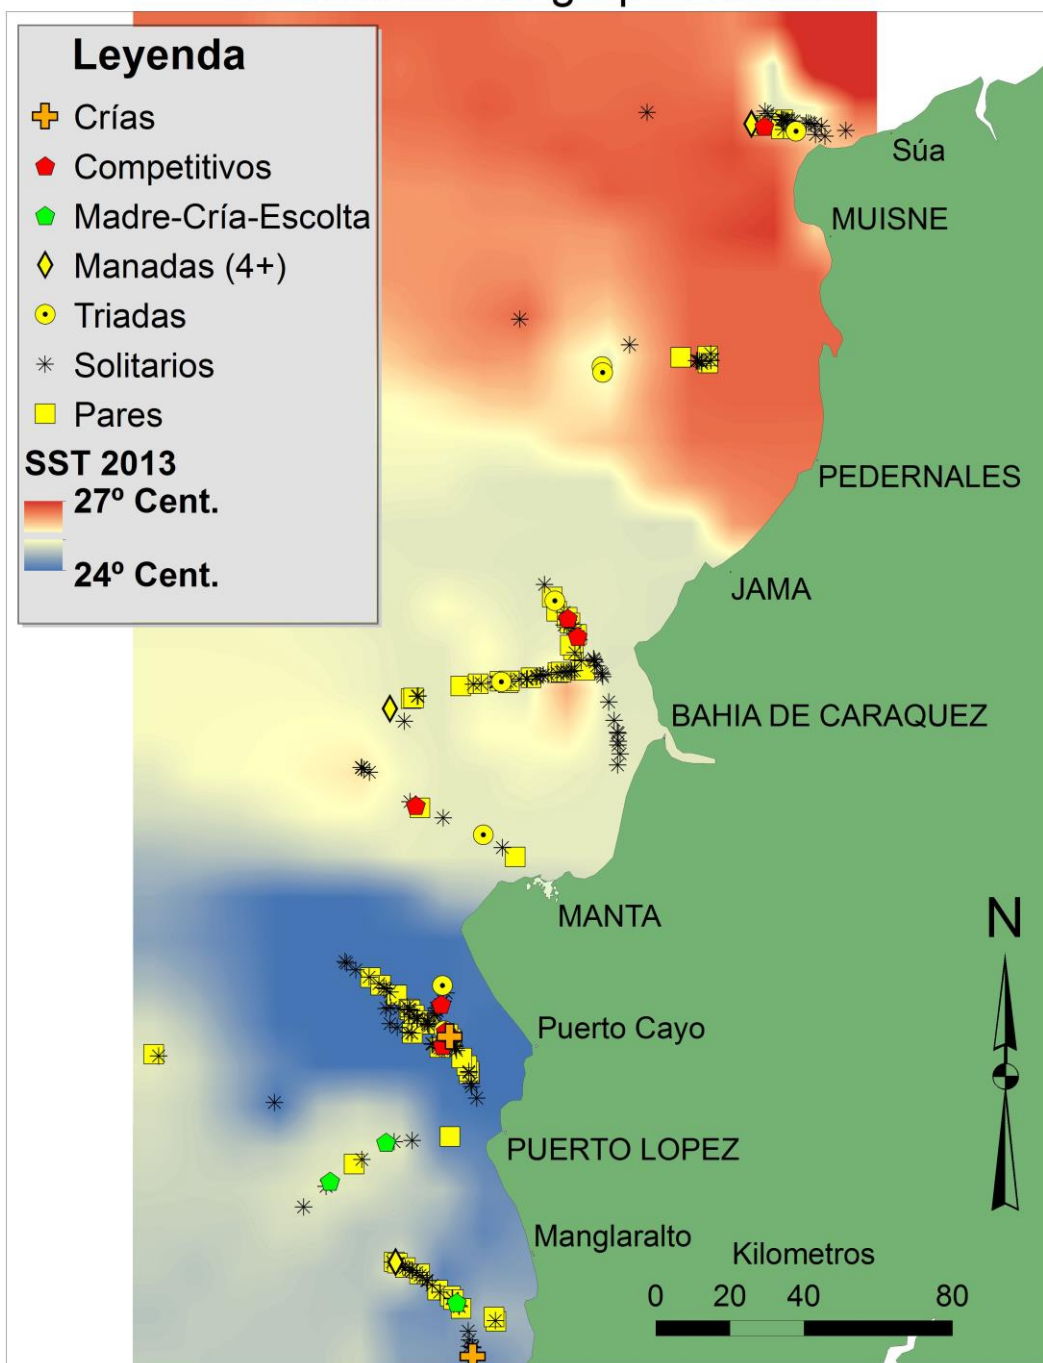 Leyenda
Crías
Competitivos
Madre-Cría-Escolta
Manadas (4+)
Triadas
Solitarios
Pares
SST 2013
27º Cent.
24º Cent.
Súa
MUISNE
PEDERNALES
JAMA
BAHIA DE CARAQUEZ
MANTA
N
Puerto Cayo
PUERTO LOPEZ
Manglaralto
Kilometros
0 20 40 80